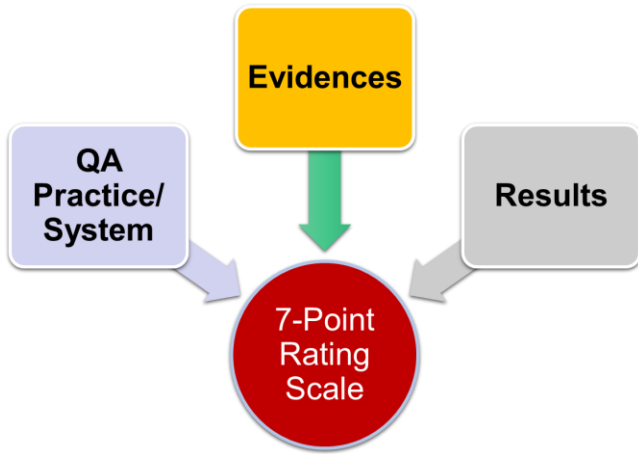 Evidences
QA
Practice/
System
Results
7-Point
Rating
Scale